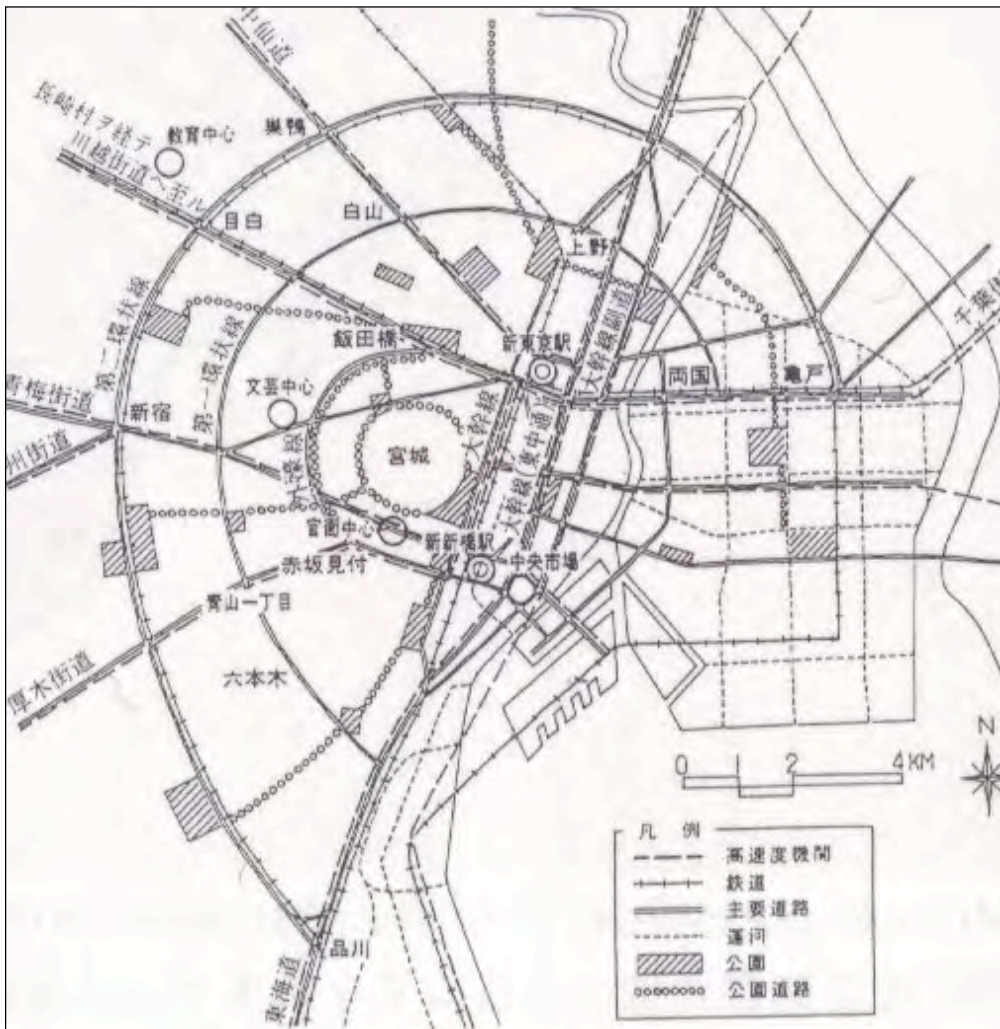 中仙道
長崎村ヲ経テ
川越街道ヘ至ル
教育中心
巣鴨
目白
白山
上野
第二環状線
第一環状線
飯田橋
新東京駅
大幹線副道
千葉
両国
亀戸
青梅街道
新宿
文芸中心
州街道
外濠線
宮城
大幹線
大幹線(東中通)
官衙中心
新新橋駅
中央市場
赤坂見付
青山一丁目
厚木街道
六本木
品川
東海道
N
0 1 2 4KM
凡例
高速度機関
鉄道
主要道路
運河
公園
公園道路